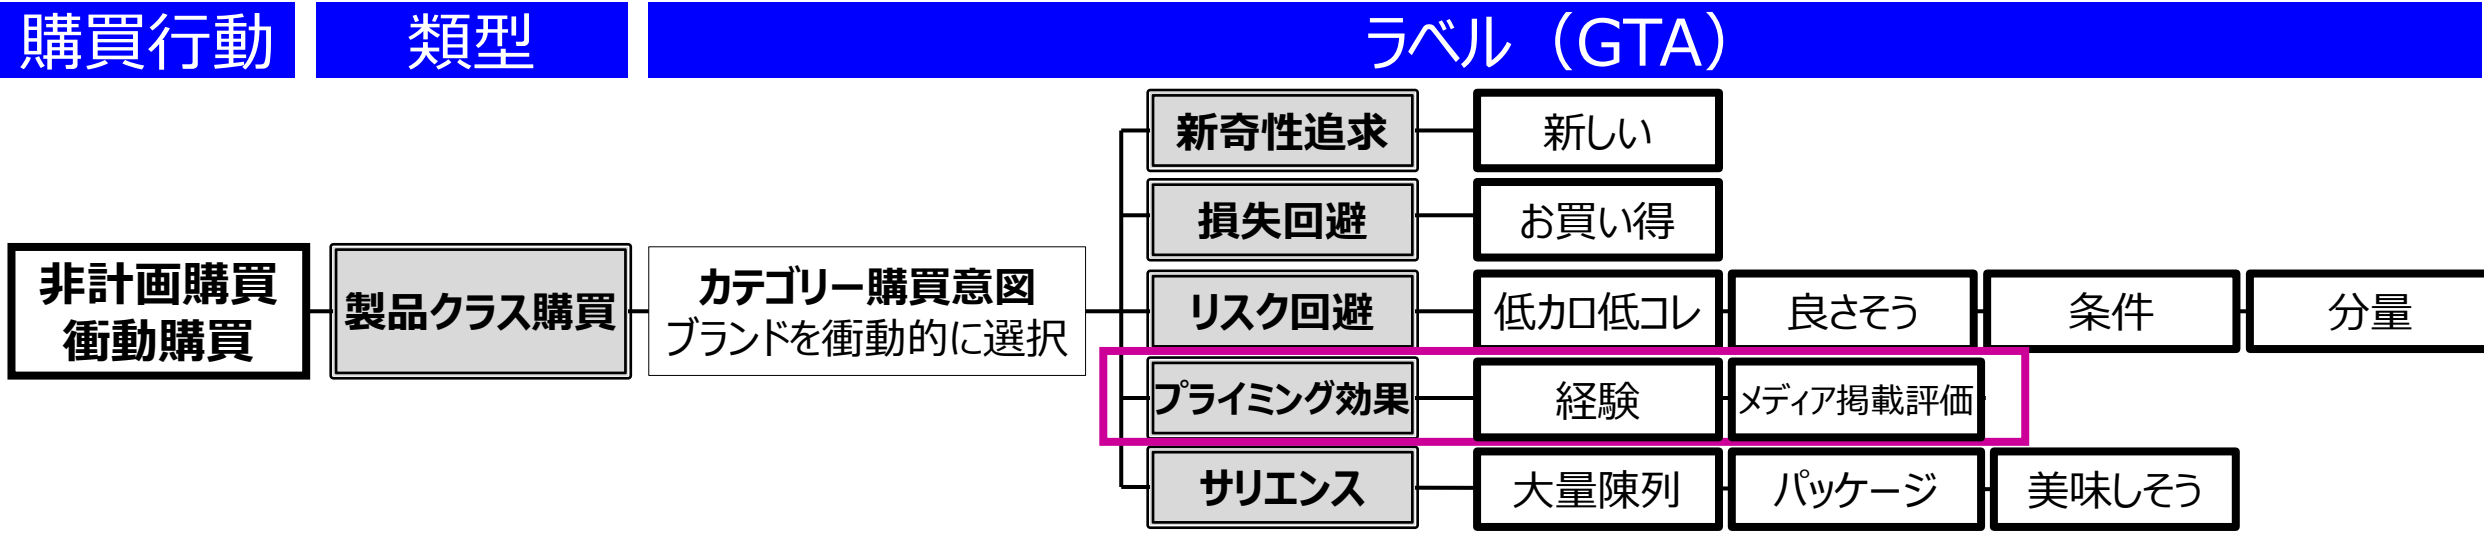 購買行動
類型
ラベル（GTA）
新奇性追求
新しい
損失回避
お買い得
非計画購買
衝動購買
製品クラス購買
カテゴリー購買意図
ブランドを衝動的に選択
リスク回避
低カロ低コレ
良さそう
条件
分量
プライミング効果
経験
メディア掲載評価
サリエンス
大量陳列
パッケージ
美味しそう